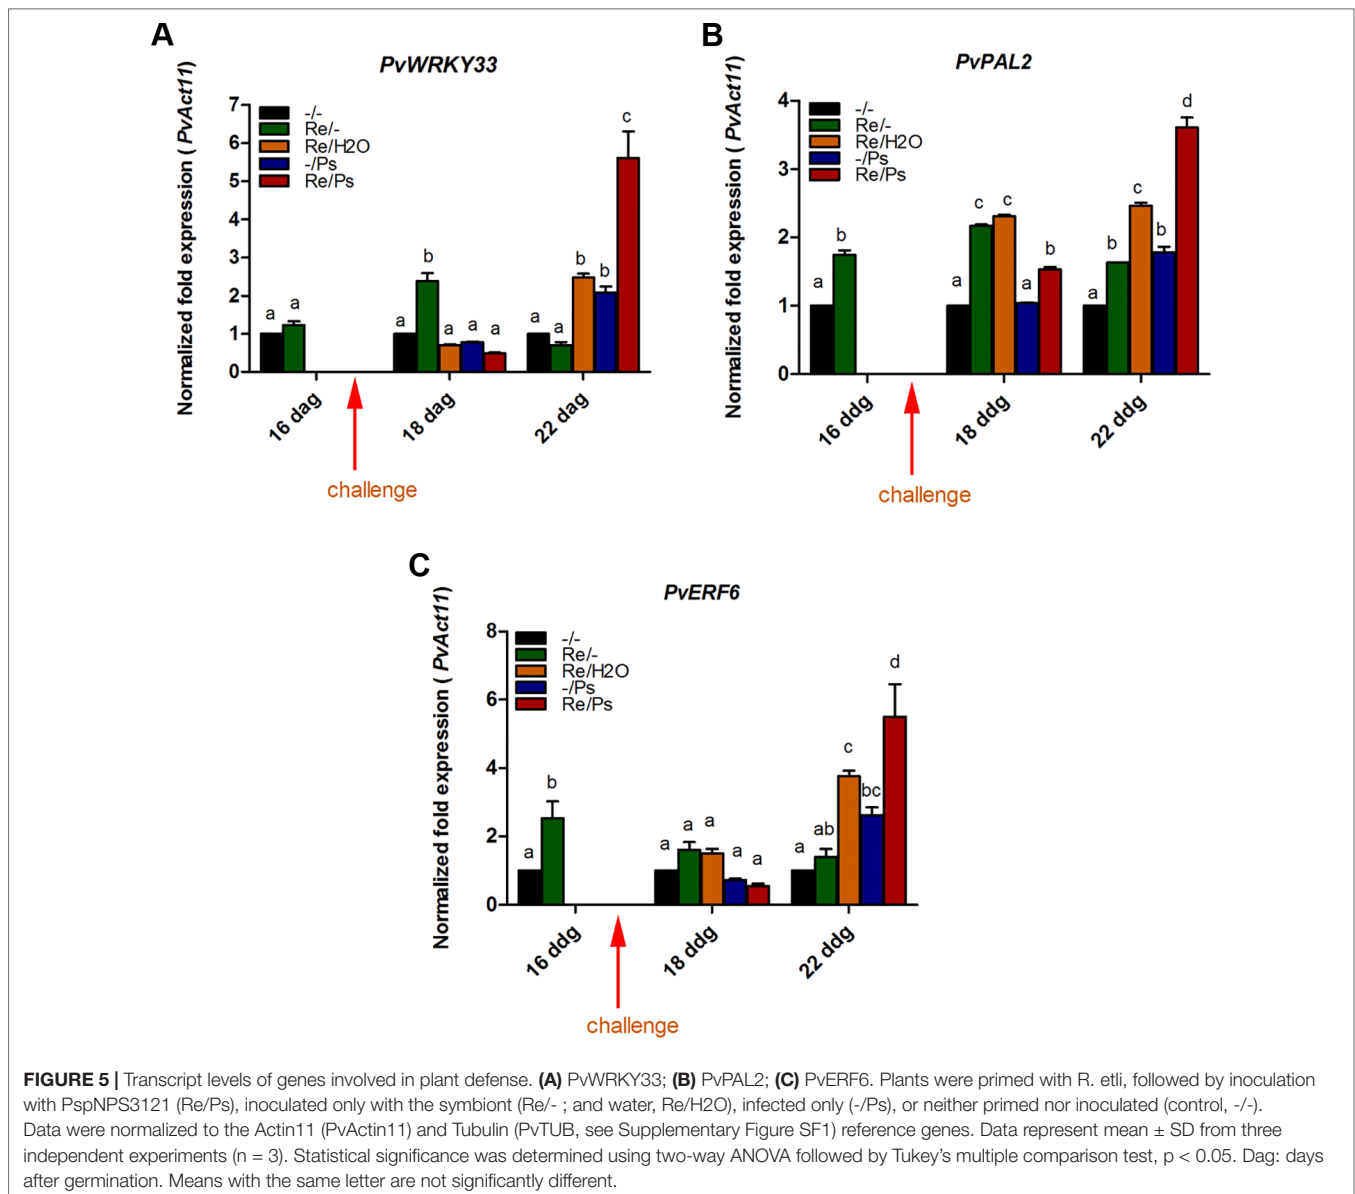 A
PvWRKY33
Normalized fold expression ( PvAct11)
7
6
5
4
3
2
1
0
-/-
Re/-
Re/H2O
-/Ps
Re/Ps
a
a
a
b
a
a
a
a
a
b
b
c
16 dag
18 dag
22 dag
challenge
B
PvPAL2
Normalized fold expression ( PvAct11)
4
3
2
1
0
-/-
Re/-
Re/H2O
-/Ps
Re/Ps
a
b
a
c
c
a
b
a
b
c
b
d
16 ddg
18 ddg
22 ddg
challenge
C
PvERF6
Normalized fold expression ( PvAct11)
8
6
4
2
0
-/-
Re/-
Re/H2O
-/Ps
Re/Ps
a
b
a
a
a
a
a
a
ab
c
bc
d
16 ddg
18 ddg
22 ddg
challenge
FIGURE 5 | Transcript levels of genes involved in plant defense. (A) PvWRKY33; (B) PvPAL2; (C) PvERF6. Plants were primed with R. etli, followed by inoculation
with PspNPS3121 (Re/Ps), inoculated only with the symbiont (Re/- ; and water, Re/H2O), infected only (-/Ps), or neither primed nor inoculated (control, -/-).
Data were normalized to the Actin11 (PvActin11) and Tubulin (PvTUB, see Supplementary Figure SF1) reference genes. Data represent mean ± SD from three
independent experiments (n = 3). Statistical significance was determined using two-way ANOVA followed by Tukey's multiple comparison test, p < 0.05. Dag: days
after germination. Means with the same letter are not significantly different.